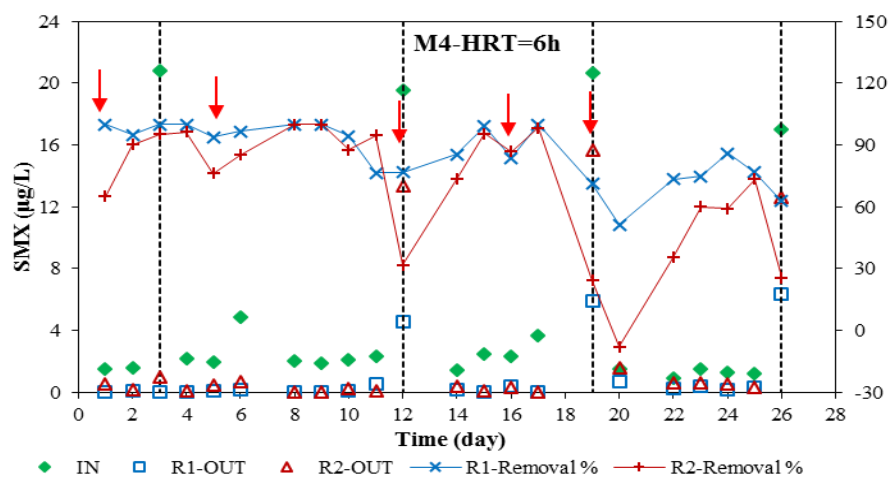 M4-HRT=6h
24
20
16
12
8
4
0
SMX (µg/L)
150
120
90
60
30
0
-30
0 2 4 6 8 10 12 14 16 18 20 22 24 26 28
Time (day)
IN R1-OUT R2-OUT R1-Removal % R2-Removal %